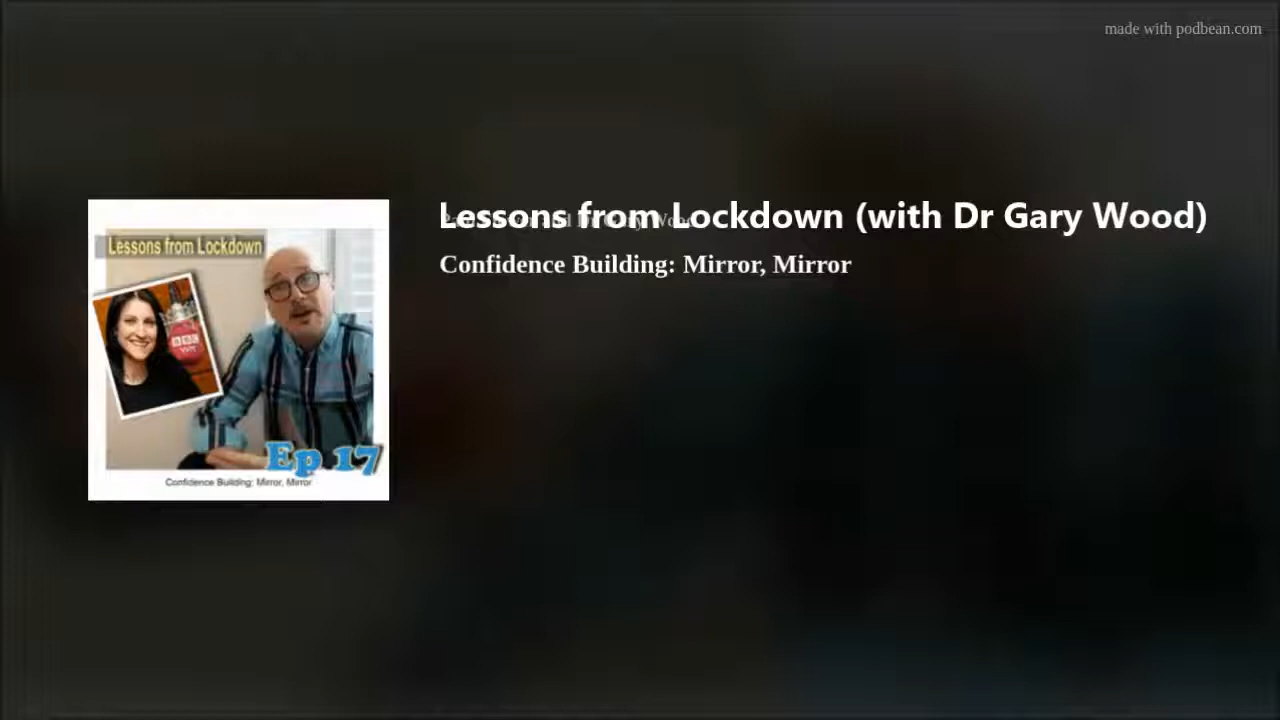 made with podbean.com
Lessons from Lockdown (with Dr Gary Wood)
Confidence Building: Mirror, Mirror
Lessons from Lockdown
BBC
Ep 17
Confidence Building: Mirror, Mirror